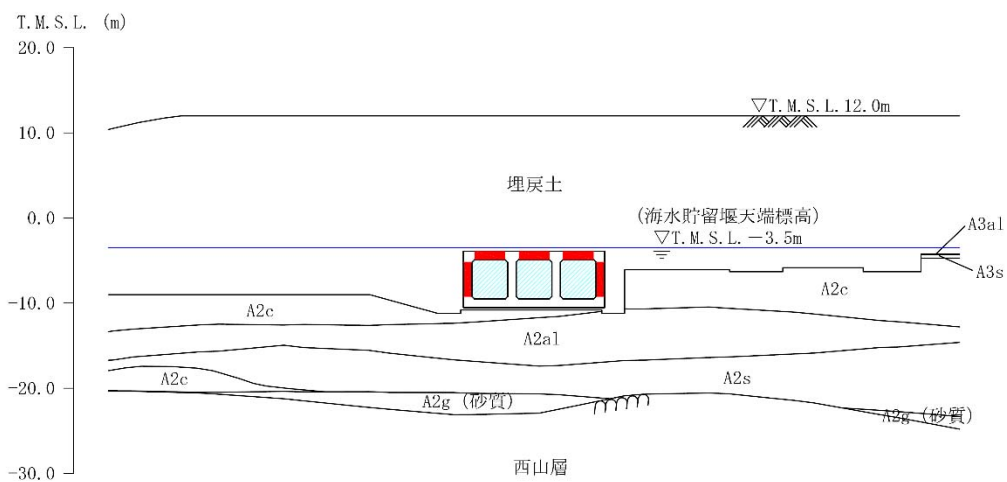 T.M.S.L. (m)
20.0
▽T.M.S.L.12.0m
10.0
埋戻土
0.0
(海水貯留堰天端標高)
▽T.M.S.L.－3.5m
A3al
A3s
-10.0
A2c
A2c
A2al
A2c
A2s
-20.0
A2g (砂質)
A2g (砂質)
西山層
-30.0